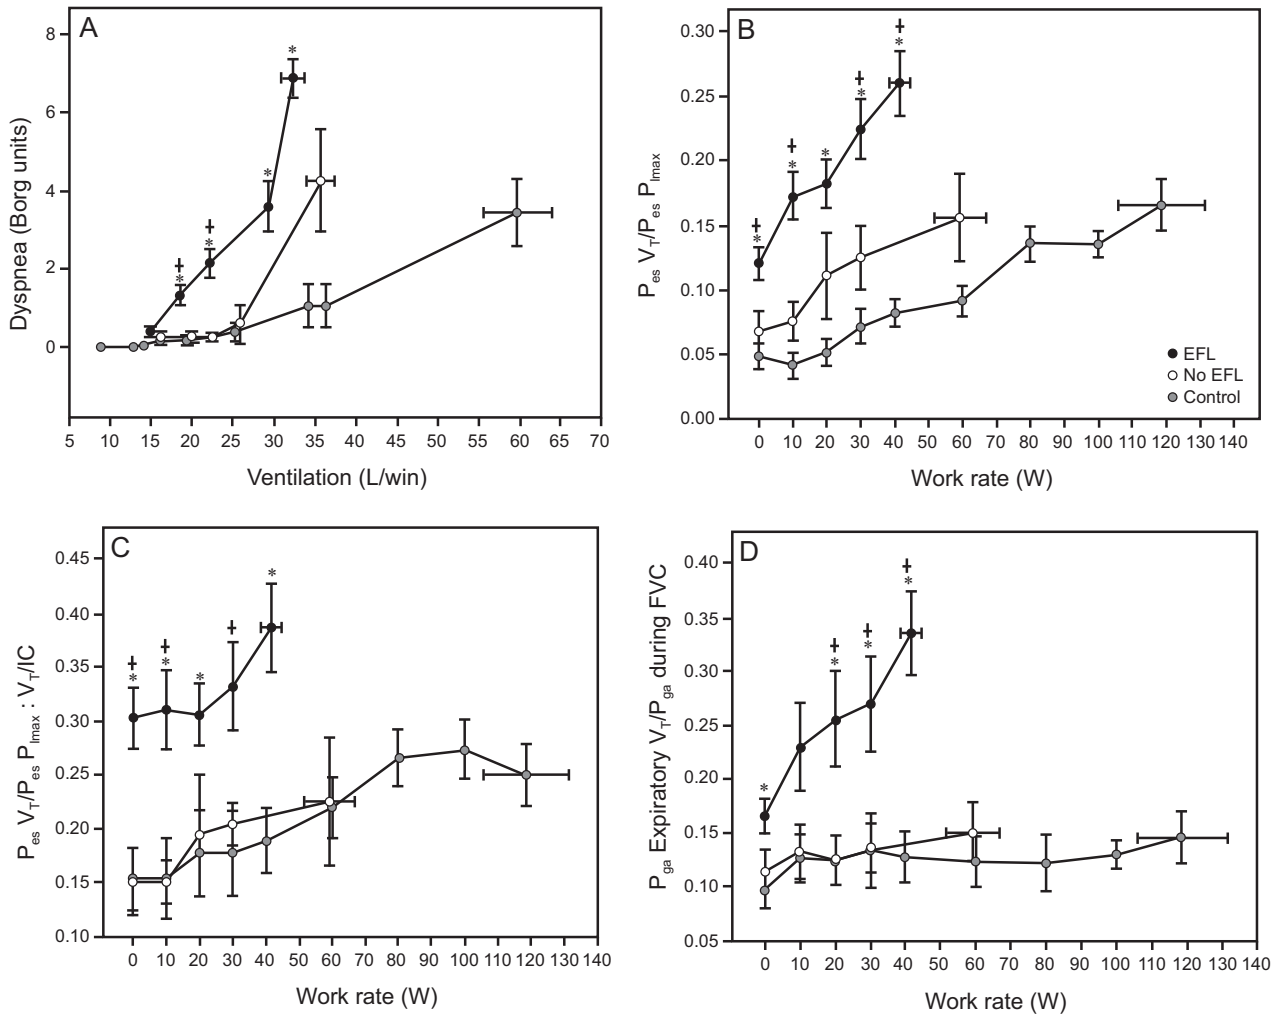 A
8
6
4
2
0
Dyspnea (Borg units)
* * * * *
ⵜ ⵜ
5 10 15 20 25 30 35 40 45 50 55 60 65 70
Ventilation (L/win)
B
0.30
0.25
0.20
0.15
0.10
0.05
0.00
Pes VT/Pes PImax
* * * * *
ⵜ ⵜ ⵜ ⵜ
EFL
No EFL
Control
0 10 20 30 40 50 60 70 80 90 100 110 120 130 140
Work rate (W)
C
0.45
0.40
0.35
0.30
0.25
0.20
0.15
0.10
Pes VT/Pes PImax : VT/IC
* * * *
ⵜ ⵜ ⵜ
0 10 20 30 40 50 60 70 80 90 100 110 120 130 140
Work rate (W)
D
0.40
0.35
0.30
0.25
0.20
0.15
0.10
0.05
Pga Expiratory VT/Pga during FVC
* * * *
ⵜ ⵜ ⵜ
0 10 20 30 40 50 60 70 80 90 100 110 120 130 140
Work rate (W)